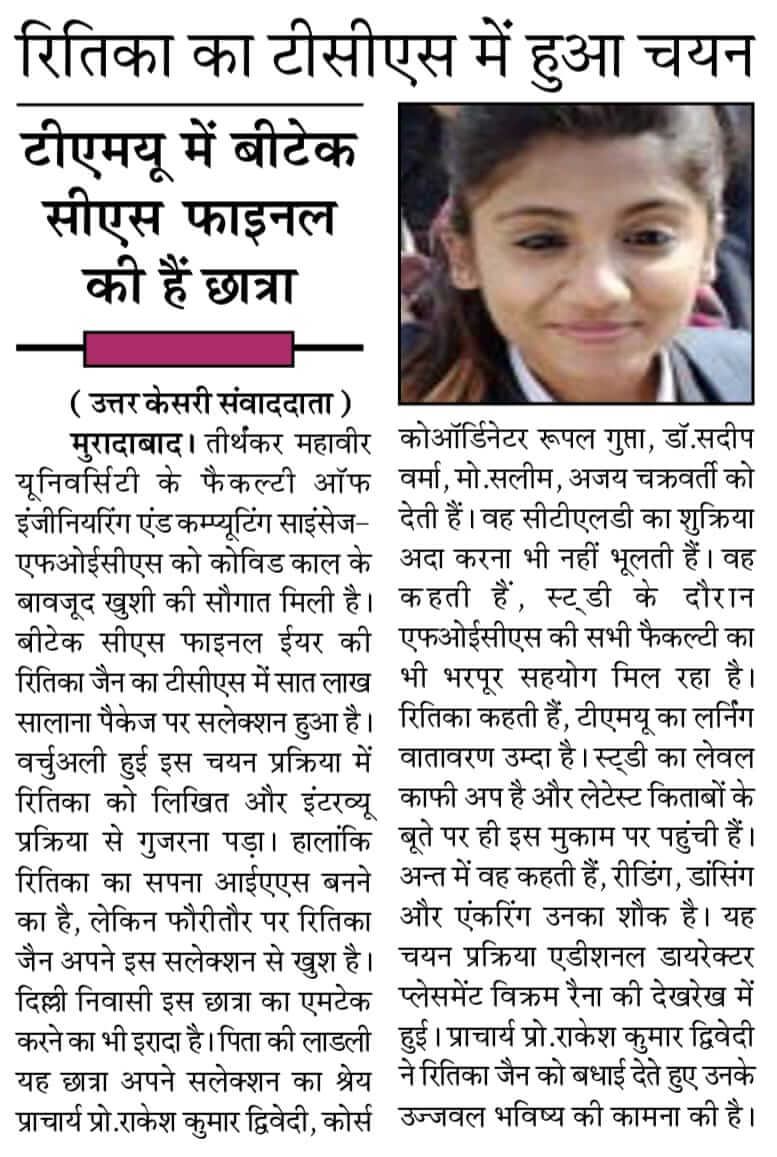 रितिका का टीसीएस में हुआ चयन
टीएमयू में बीटेक
सीएस फाइनल
की हैं छात्रा
( उत्तर केसरी संवाददाता )
मुरादाबाद। तीर्थंकर महावीर
यूनिवर्सिटी के फैकल्टी ऑफ
इंजीनियरिंग एंड कम्प्यूटिंग साइंसेज-
एफओईसीएस को कोविड काल के
बावजूद खुशी की सौगात मिली है।
बीटेक सीएस फाइनल ईयर की
रितिका जैन का टीसीएस में सात लाख
सालाना पैकेज पर सलेक्शन हुआ है।
वर्चुअली हुई इस चयन प्रक्रिया में
रितिका को लिखित और इंटरव्यू
प्रक्रिया से गुजरना पड़ा। हालांकि
रितिका का सपना आईएएस बनने
का है, लेकिन फौरीतौर पर रितिका
जैन अपने इस सलेक्शन से खुश है।
दिल्ली निवासी इस छात्रा का एमटेक
करने का भी इरादा है। पिता की लाडली
यह छात्रा अपने सलेक्शन का श्रेय
प्राचार्य प्रो.राकेश कुमार द्विवेदी, कोर्स
कोऑर्डिनेटर रूपल गुप्ता, डॉ.सदीप
वर्मा, मो.सलीम, अजय चक्रवर्ती को
देती हैं। वह सीटीएलडी का शुक्रिया
अदा करना भी नहीं भूलती हैं। वह
कहती हैं, स्ट्डी के दौरान
एफओईसीएस की सभी फैकल्टी का
भी भरपूर सहयोग मिल रहा है।
रितिका कहती हैं, टीएमयू का लर्निंग
वातावरण उम्दा है। स्ट्डी का लेवल
काफी अप है और लेटेस्ट किताबों के
बूते पर ही इस मुकाम पर पहुंची हैं।
अन्त में वह कहती हैं, रीडिंग, डांसिंग
और एंकरिंग उनका शौक है। यह
चयन प्रक्रिया एडीशनल डायरेक्टर
प्लेसमेंट विक्रम रैना की देखरेख में
हुई। प्राचार्य प्रो.राकेश कुमार द्विवेदी
ने रितिका जैन को बधाई देते हुए उनके
उज्जवल भविष्य की कामना की है।